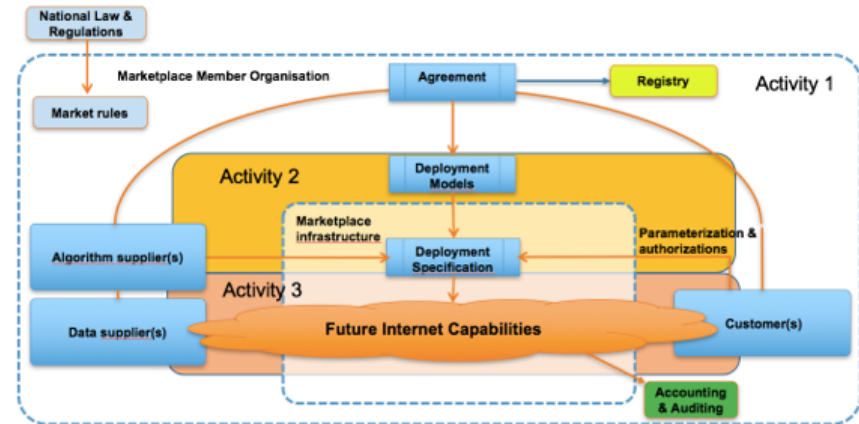 National Law &
Regulations
Marketplace Member Organisation
Agreement
Registry
Activity 1
Market rules
Activity 2
Deployment
Models
Marketplace
infrastructure
Parameterization &
authorizations
Algorithm supplier(s)
Deployment
Specification
Activity 3
Data supplier(s)
Future Internet Capabilities
Customer(s)
Accounting
& Auditing